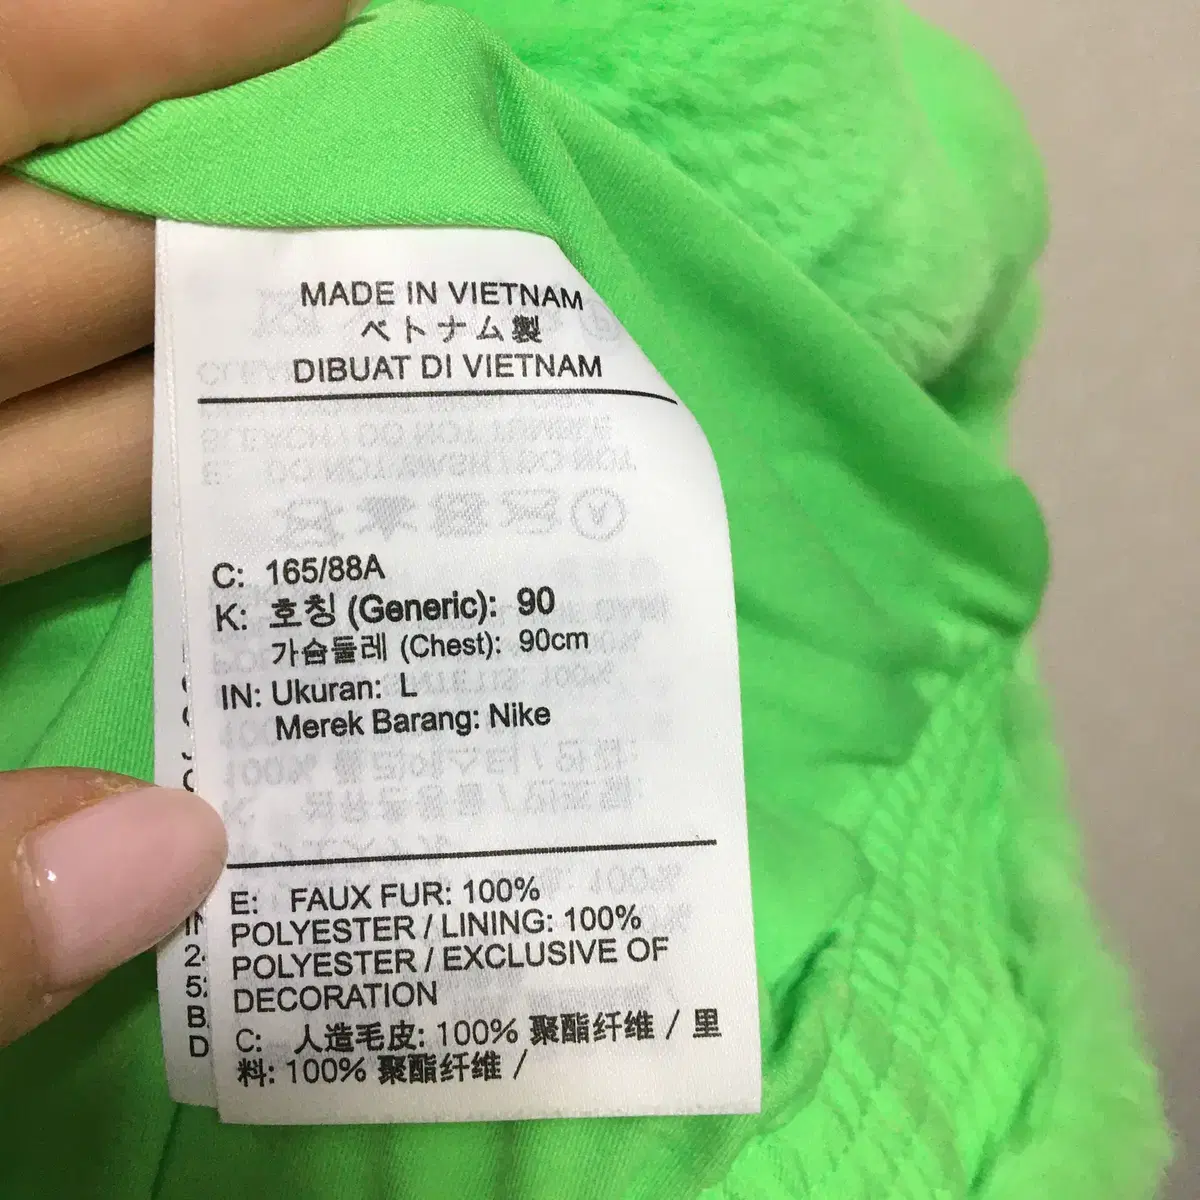 MADE IN VIETNAM
ベトナム製
DIBUAT DI VIETNAM
C: 165/88A
K: 호칭 (Generic): 90
가슴둘레 (Chest): 90cm
IN: Ukuran: L
Merek Barang: Nike
E: FAUX FUR: 100%
POLYESTER / LINING: 100%
POLYESTER / EXCLUSIVE OF
DECORATION
C: 人造毛皮: 100% 聚酯纤维 / 里
料: 100% 聚酯纤维 /